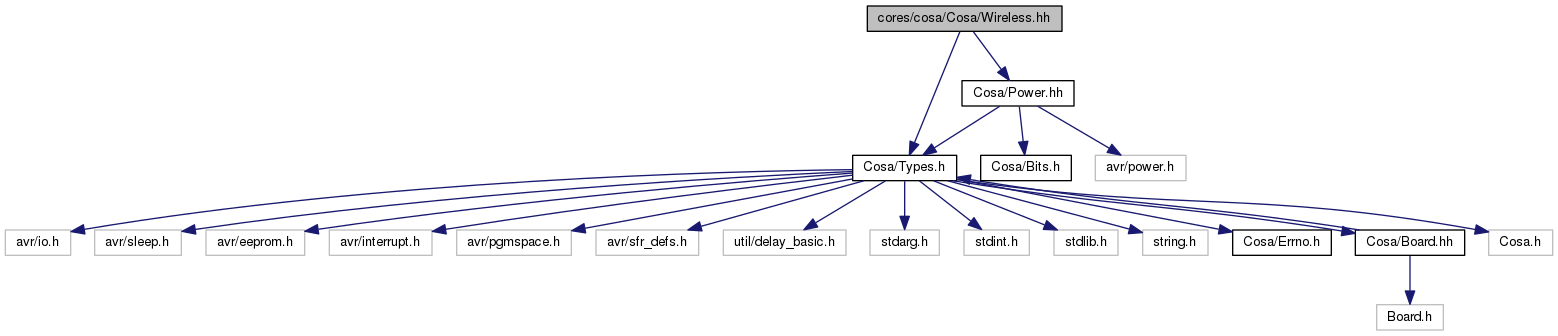 cores/cosa/Cosa/Wireless.hh
Cosa/Power.hh
Cosa/Types.h
Cosa/Bits.h
avr/power.h
avr/io.h
avr/sleep.h
avr/eeprom.h
avr/interrupt.h
avr/pgmspace.h
avr/sfr_defs.h
util/delay_basic.h
stdarg.h
stdint.h
stdlib.h
string.h
Cosa/Errno.h
Cosa/Board.hh
Cosa.h
Board.h